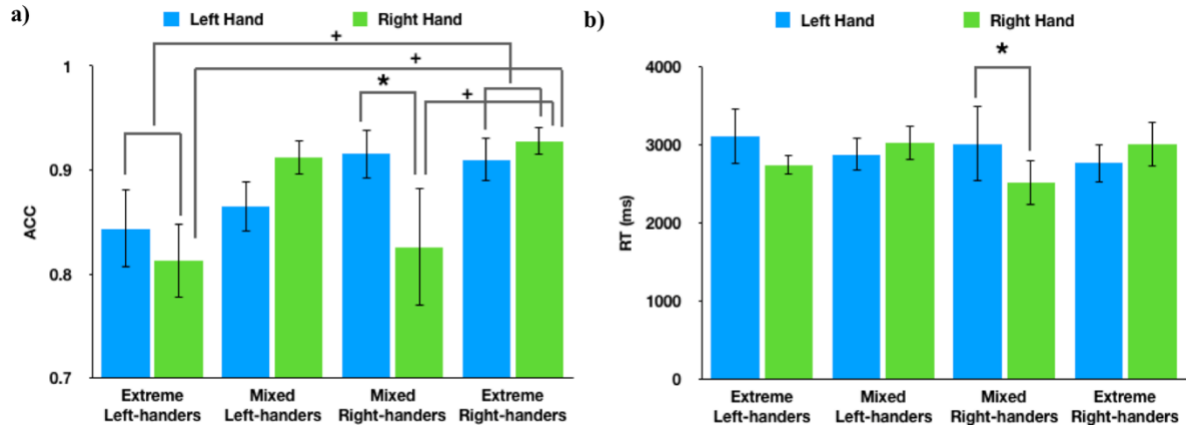 a)
Left Hand
Right Hand
+
+
*
+
1
0.9
0.8
0.7
ACC
Extreme
Left-handers
Mixed
Left-handers
Mixed
Right-handers
Extreme
Right-handers
b)
Left Hand
Right Hand
*
4000
3000
2000
1000
0
RT (ms)
Extreme
Left-handers
Mixed
Left-handers
Mixed
Right-handers
Extreme
Right-handers